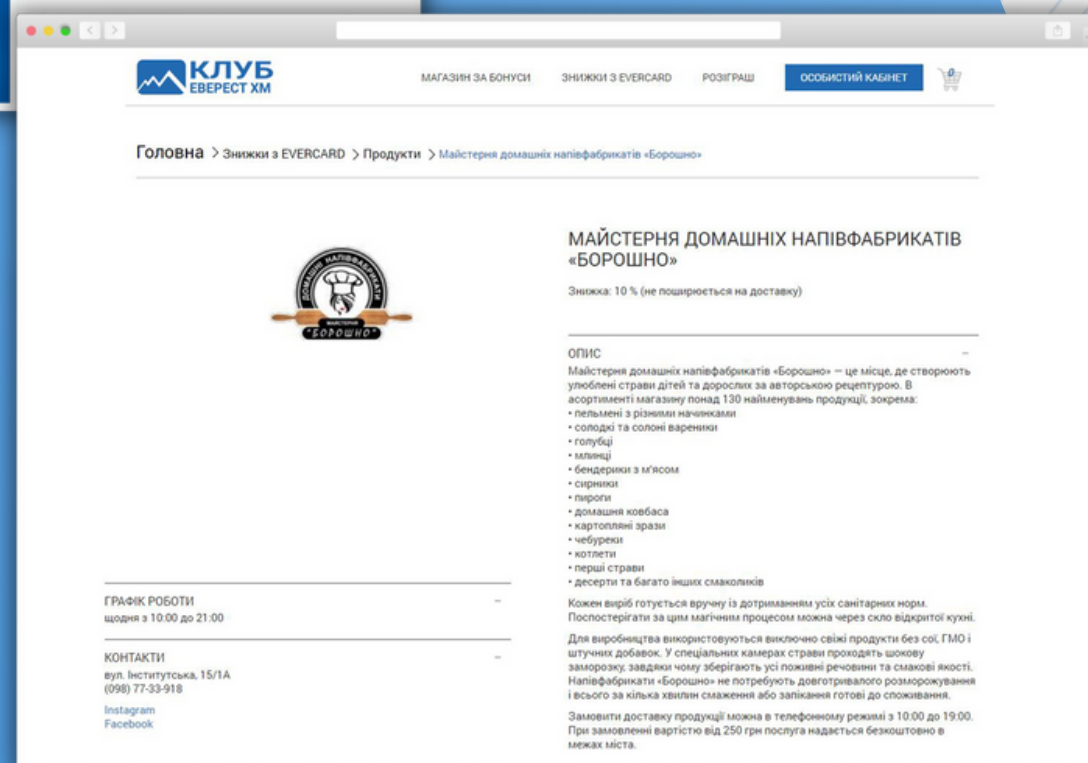 КЛУБ
ЕВЕРЕСТ ХМ
МАГАЗИН ЗА БОНУСИ
ЗНИЖКИ З EVERCARD
РОЗІГРАШ
ОСОБИСТИЙ КАБІНЕТ
0
Головна > Знижки з EVERCARD > Продукти > Майстерня домашніх напівфабрикатів «Борошно»
ДОМАШНІ НАПІВФАБРИКАТИ
МАЙСТЕРНЯ
"БОРОШНО"
МАЙСТЕРНЯ ДОМАШНІХ НАПІВФАБРИКАТІВ
«БОРОШНО»
Знижка: 10 % (не поширюється на доставку)
ОПИС
Майстерня домашніх напівфабрикатів «Борошно» — це місце, де створюють
улюблені страви дітей та дорослих за авторською рецептурою. В
асортименті магазину понад 130 найменувань продукції, зокрема:
• пельмені з різними начинками
• солодкі та солоні вареники
• голубці
• млинці
• бендерики з м'ясом
• сирники
• пироги
• домашня ковбаса
• картопляні зрази
• чебуреки
• котлети
• перші страви
• десерти та багато інших смаколиків
Кожен виріб готується вручну із дотриманням усіх санітарних норм.
Поспостерігати за цим магічним процесом можна через скло відкритої кухні.
Для виробництва використовуються виключно свіжі продукти без сої, ГМО і
штучних добавок. У спеціальних камерах страви проходять шокову
заморозку, завдяки чому зберігають усі поживні речовини та смакові якості.
Напівфабрикати «Борошно» не потребують довготривалого розморожування
і всього за кілька хвилин смаження або запікання готові до споживання.
Замовити доставку продукції можна в телефонному режимі з 10:00 до 19:00.
При замовленні вартістю від 250 грн послуга надається безкоштовно в
межах міста.
ГРАФІК РОБОТИ
щодня з 10:00 до 21:00
КОНТАКТИ
вул. Інститутська, 15/1А
(098) 77-33-918
Instagram
Facebook